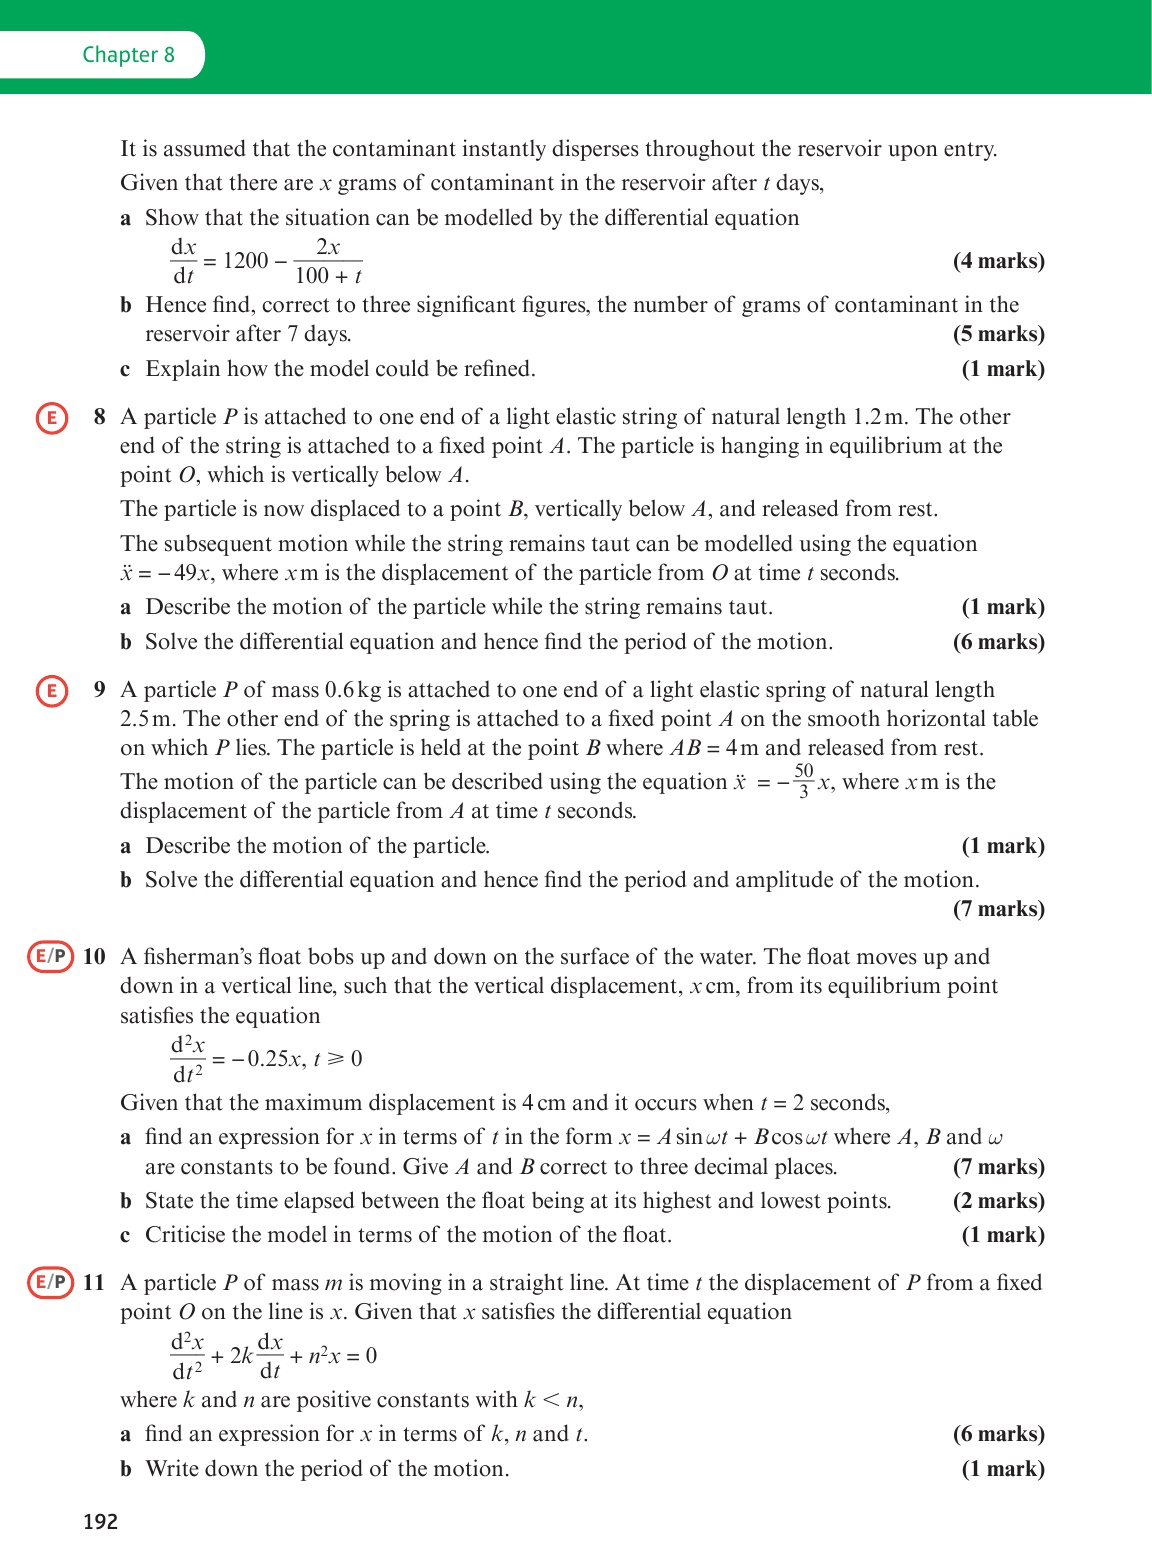 Chapter 8
It is assumed that the contaminant instantly disperses throughout the reservoir upon entry.
Given that there are x grams of contaminant in the reservoir after t days,
a Show that the situation can be modelled by the differential equation
dx/dt = 1200 − 2x/(100 + t) (4 marks)
b Hence find, correct to three significant figures, the number of grams of contaminant in the
reservoir after 7 days. (5 marks)
c Explain how the model could be refined. (1 mark)
E 8 A particle P is attached to one end of a light elastic string of natural length 1.2 m. The other
end of the string is attached to a fixed point A. The particle is hanging in equilibrium at the
point O, which is vertically below A.
The particle is now displaced to a point B, vertically below A, and released from rest.
The subsequent motion while the string remains taut can be modelled using the equation
ẍ = −49x, where x m is the displacement of the particle from O at time t seconds.
a Describe the motion of the particle while the string remains taut. (1 mark)
b Solve the differential equation and hence find the period of the motion. (6 marks)
E 9 A particle P of mass 0.6 kg is attached to one end of a light elastic spring of natural length
2.5 m. The other end of the spring is attached to a fixed point A on the smooth horizontal table
on which P lies. The particle is held at the point B where AB = 4 m and released from rest.
The motion of the particle can be described using the equation ẍ = −50/3 x, where x m is the
displacement of the particle from A at time t seconds.
a Describe the motion of the particle. (1 mark)
b Solve the differential equation and hence find the period and amplitude of the motion.
(7 marks)
E/P 10 A fisherman's float bobs up and down on the surface of the water. The float moves up and
down in a vertical line, such that the vertical displacement, x cm, from its equilibrium point
satisfies the equation
d²x/dt² = −0.25x, t ⩾ 0
Given that the maximum displacement is 4 cm and it occurs when t = 2 seconds,
a find an expression for x in terms of t in the form x = A sin ωt + B cos ωt where A, B and ω
are constants to be found. Give A and B correct to three decimal places. (7 marks)
b State the time elapsed between the float being at its highest and lowest points. (2 marks)
c Criticise the model in terms of the motion of the float. (1 mark)
E/P 11 A particle P of mass m is moving in a straight line. At time t the displacement of P from a fixed
point O on the line is x. Given that x satisfies the differential equation
d²x/dt² + 2k dx/dt + n²x = 0
where k and n are positive constants with k < n,
a find an expression for x in terms of k, n and t. (6 marks)
b Write down the period of the motion. (1 mark)
192